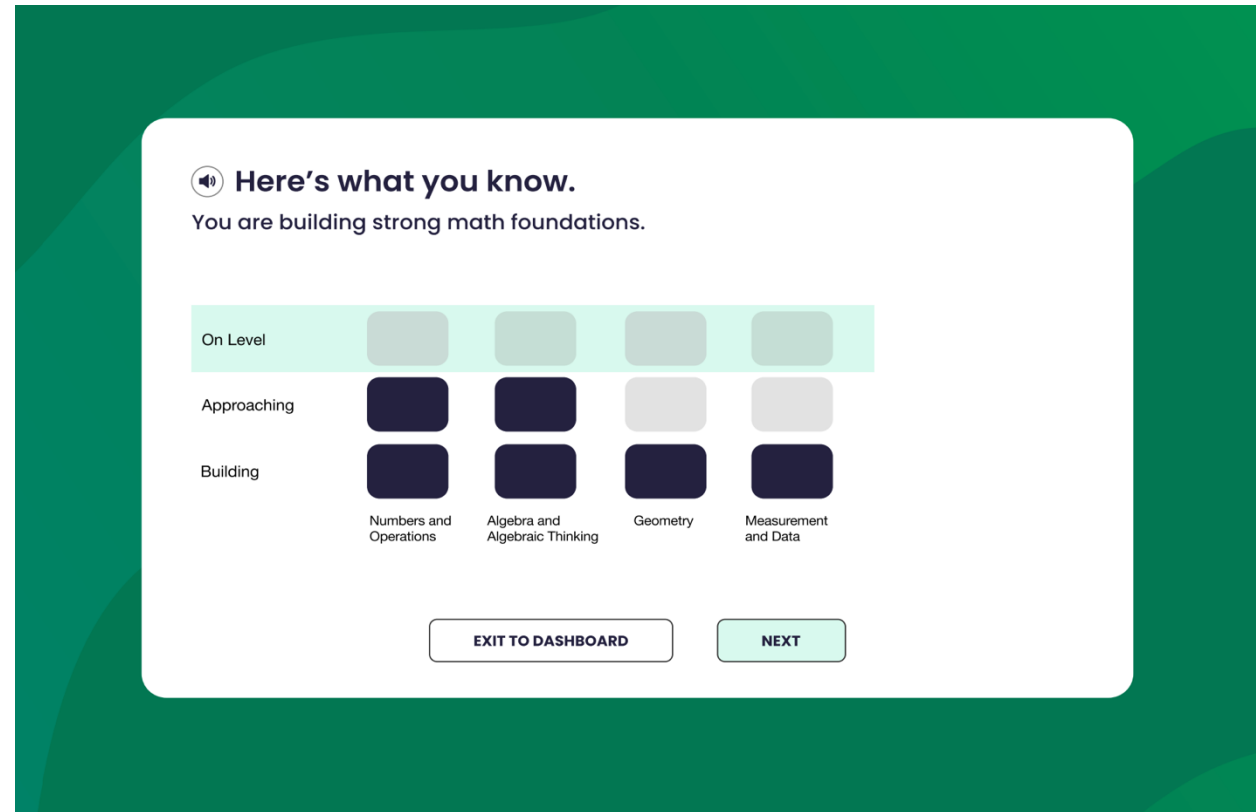 Here’s what you know.
You are building strong math foundations.
On Level
Approaching
Building
Numbers and
Operations
Algebra and
Algebraic Thinking
Geometry
Measurement
and Data
EXIT TO DASHBOARD
NEXT